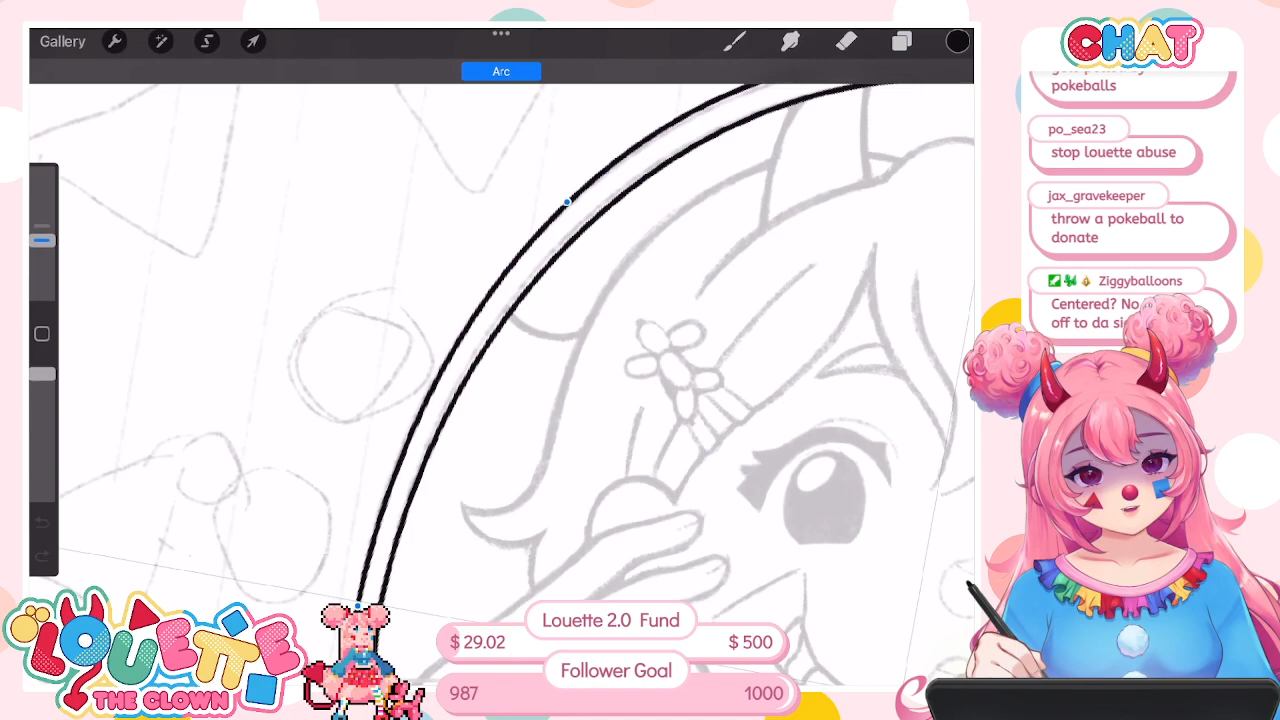 Gallery
Arc
CHAT
pokeballs
po_sea23
stop louette abuse
jax_gravekeeper
throw a pokeball to
donate
Ziggyballoons
Centered? No
off to da si
Louette 2.0 Fund
$ 29.02
$ 500
Follower Goal
987
1000
LOUETTE
THE CLOWN